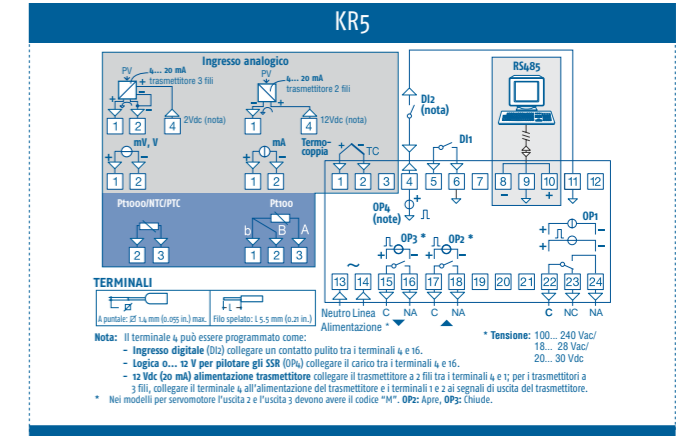 KR5
Ingresso analogico
PV 4... 20 mA
trasmettitore 3 fili
PV 4... 20 mA
trasmettitore 2 fili
1 2 4 2Vdc (nota)
1 4 12Vdc (nota)
mV, V
mA
Termo-
coppia
TC
1 2
1 2
DI2
(nota)
DI1
RS485
1 2 3 4 5 6 7 8 9 10 11 12
OP4
(note)
OP1
Pt1000/NTC/PTC
Pt100
b B A
2 3
1 2 3
OP3 *
OP2 *
TERMINALI
A puntale: Ø 1.4 mm (0.055 in.) max.
Filo spelato: L 5.5 mm (0.21 in.)
13 14 15 16 17 18 19 20 21 22 23 24
Neutro Linea C NA C NA C NC NA
Alimentazione *
* Tensione: 100... 240 Vac/
18... 28 Vac/
20... 30 Vdc
Nota: Il terminale 4 può essere programmato come:
- Ingresso digitale (DI2) collegare un contatto pulito tra i terminali 4 e 16.
- Logica 0... 12 V per pilotare gli SSR (OP4) collegare il carico tra i terminali 4 e 16.
- 12 Vdc (20 mA) alimentazione trasmettitore collegare il trasmettitore a 2 fili tra i terminali 4 e 1; per i trasmettitori a
3 fili, collegare il terminale 4 all'alimentazione del trasmettitore e i terminali 1 e 2 ai segnali di uscita del trasmettitore.
* Nei modelli per servomotore l'uscita 2 e l'uscita 3 devono avere il codice "M". OP2: Apre, OP3: Chiude.